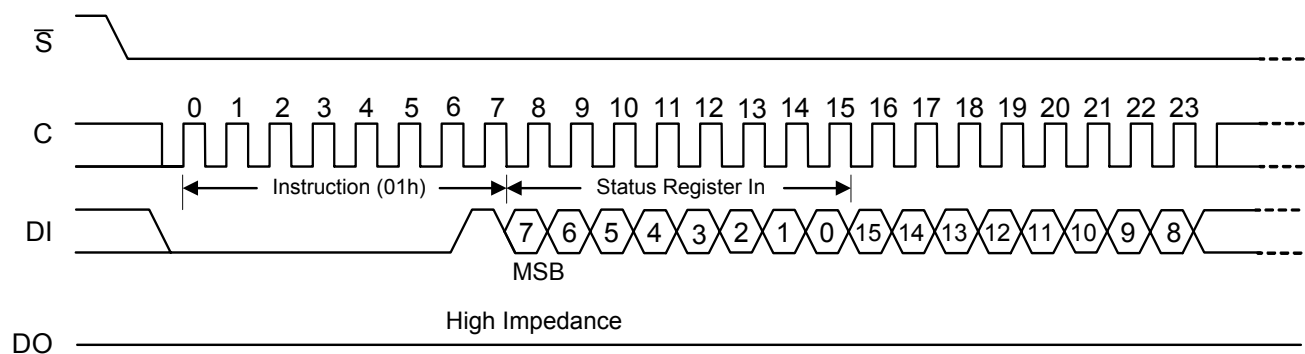 S̅
0 1 2 3 4 5 6 7 8 9 10 11 12 13 14 15 16 17 18 19 20 21 22 23
C
Instruction (01h) Status Register In
DI 7 6 5 4 3 2 1 0 15 14 13 12 11 10 9 8
MSB
High Impedance
DO